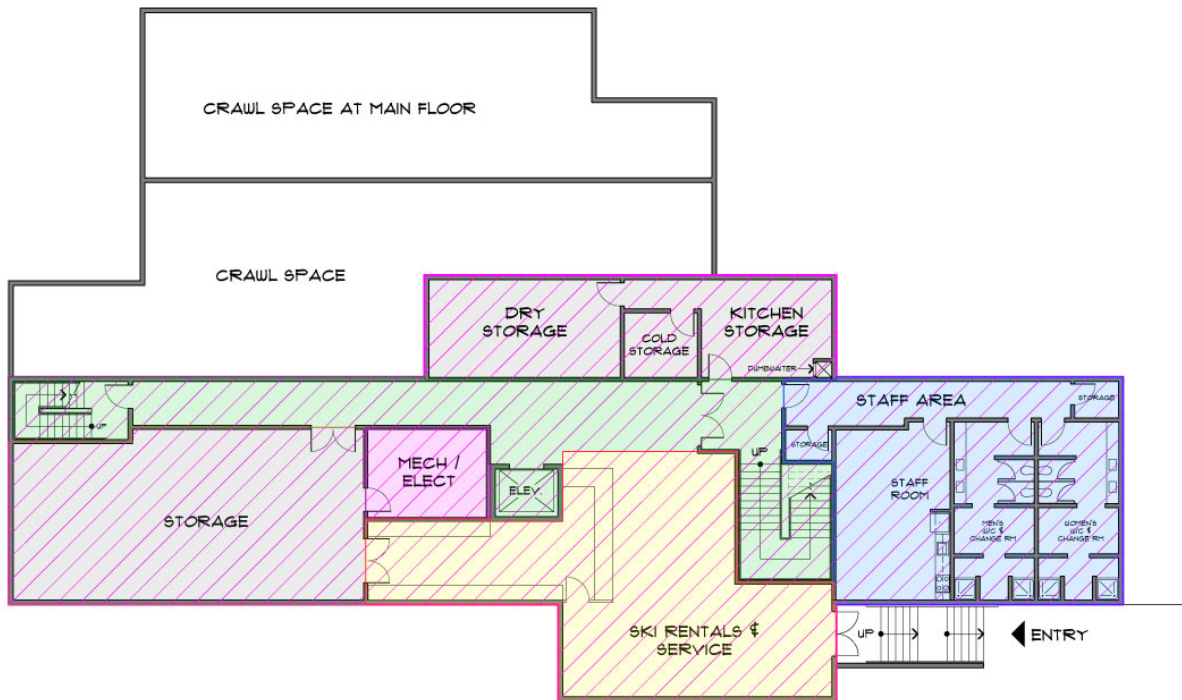 CRAWL SPACE AT MAIN FLOOR
CRAWL SPACE
DRY
STORAGE
KITCHEN
STORAGE
COLD
STORAGE
DUMBWAITER
UP
STAFF AREA
STORAGE
STORAGE
UP
MECH /
ELECT
ELEV.
STAFF
ROOM
STORAGE
MEN'S
W/C &
CHANGE RM
WOMEN'S
W/C &
CHANGE RM
SKI RENTALS &
SERVICE
UP
ENTRY